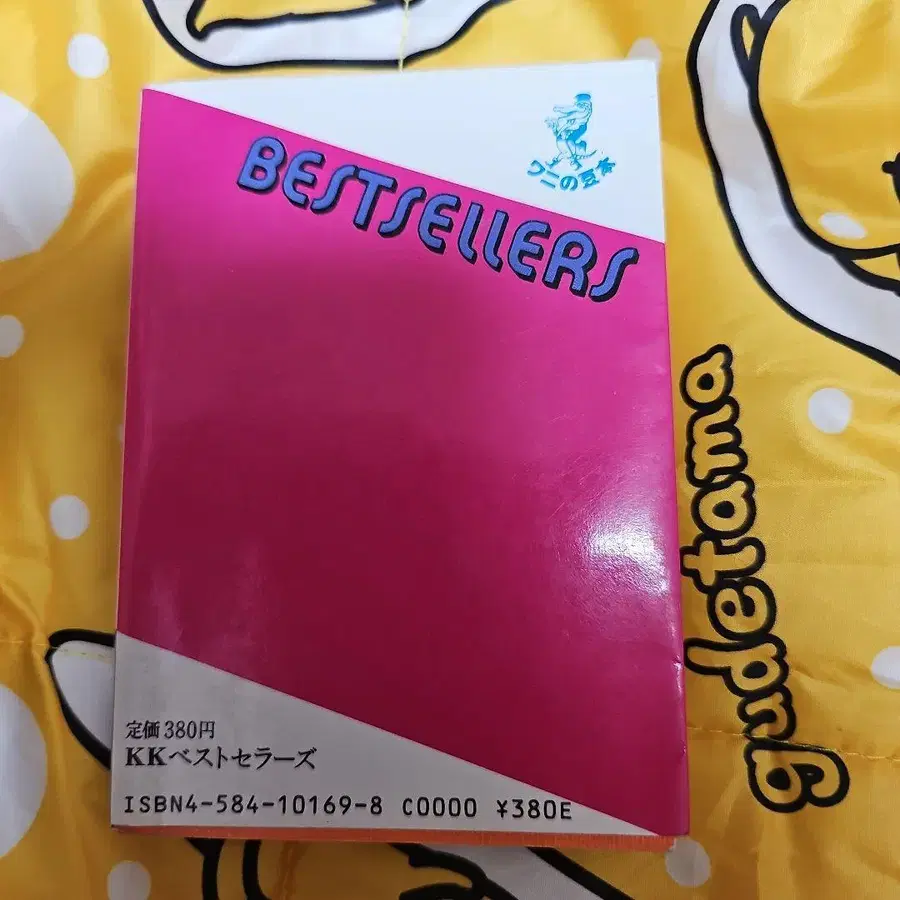 ワニの豆本
BESTSELLERS
定価380円
KKベストセラーズ
ISBN4-584-10169-8 C0000 ¥380E
gudetama